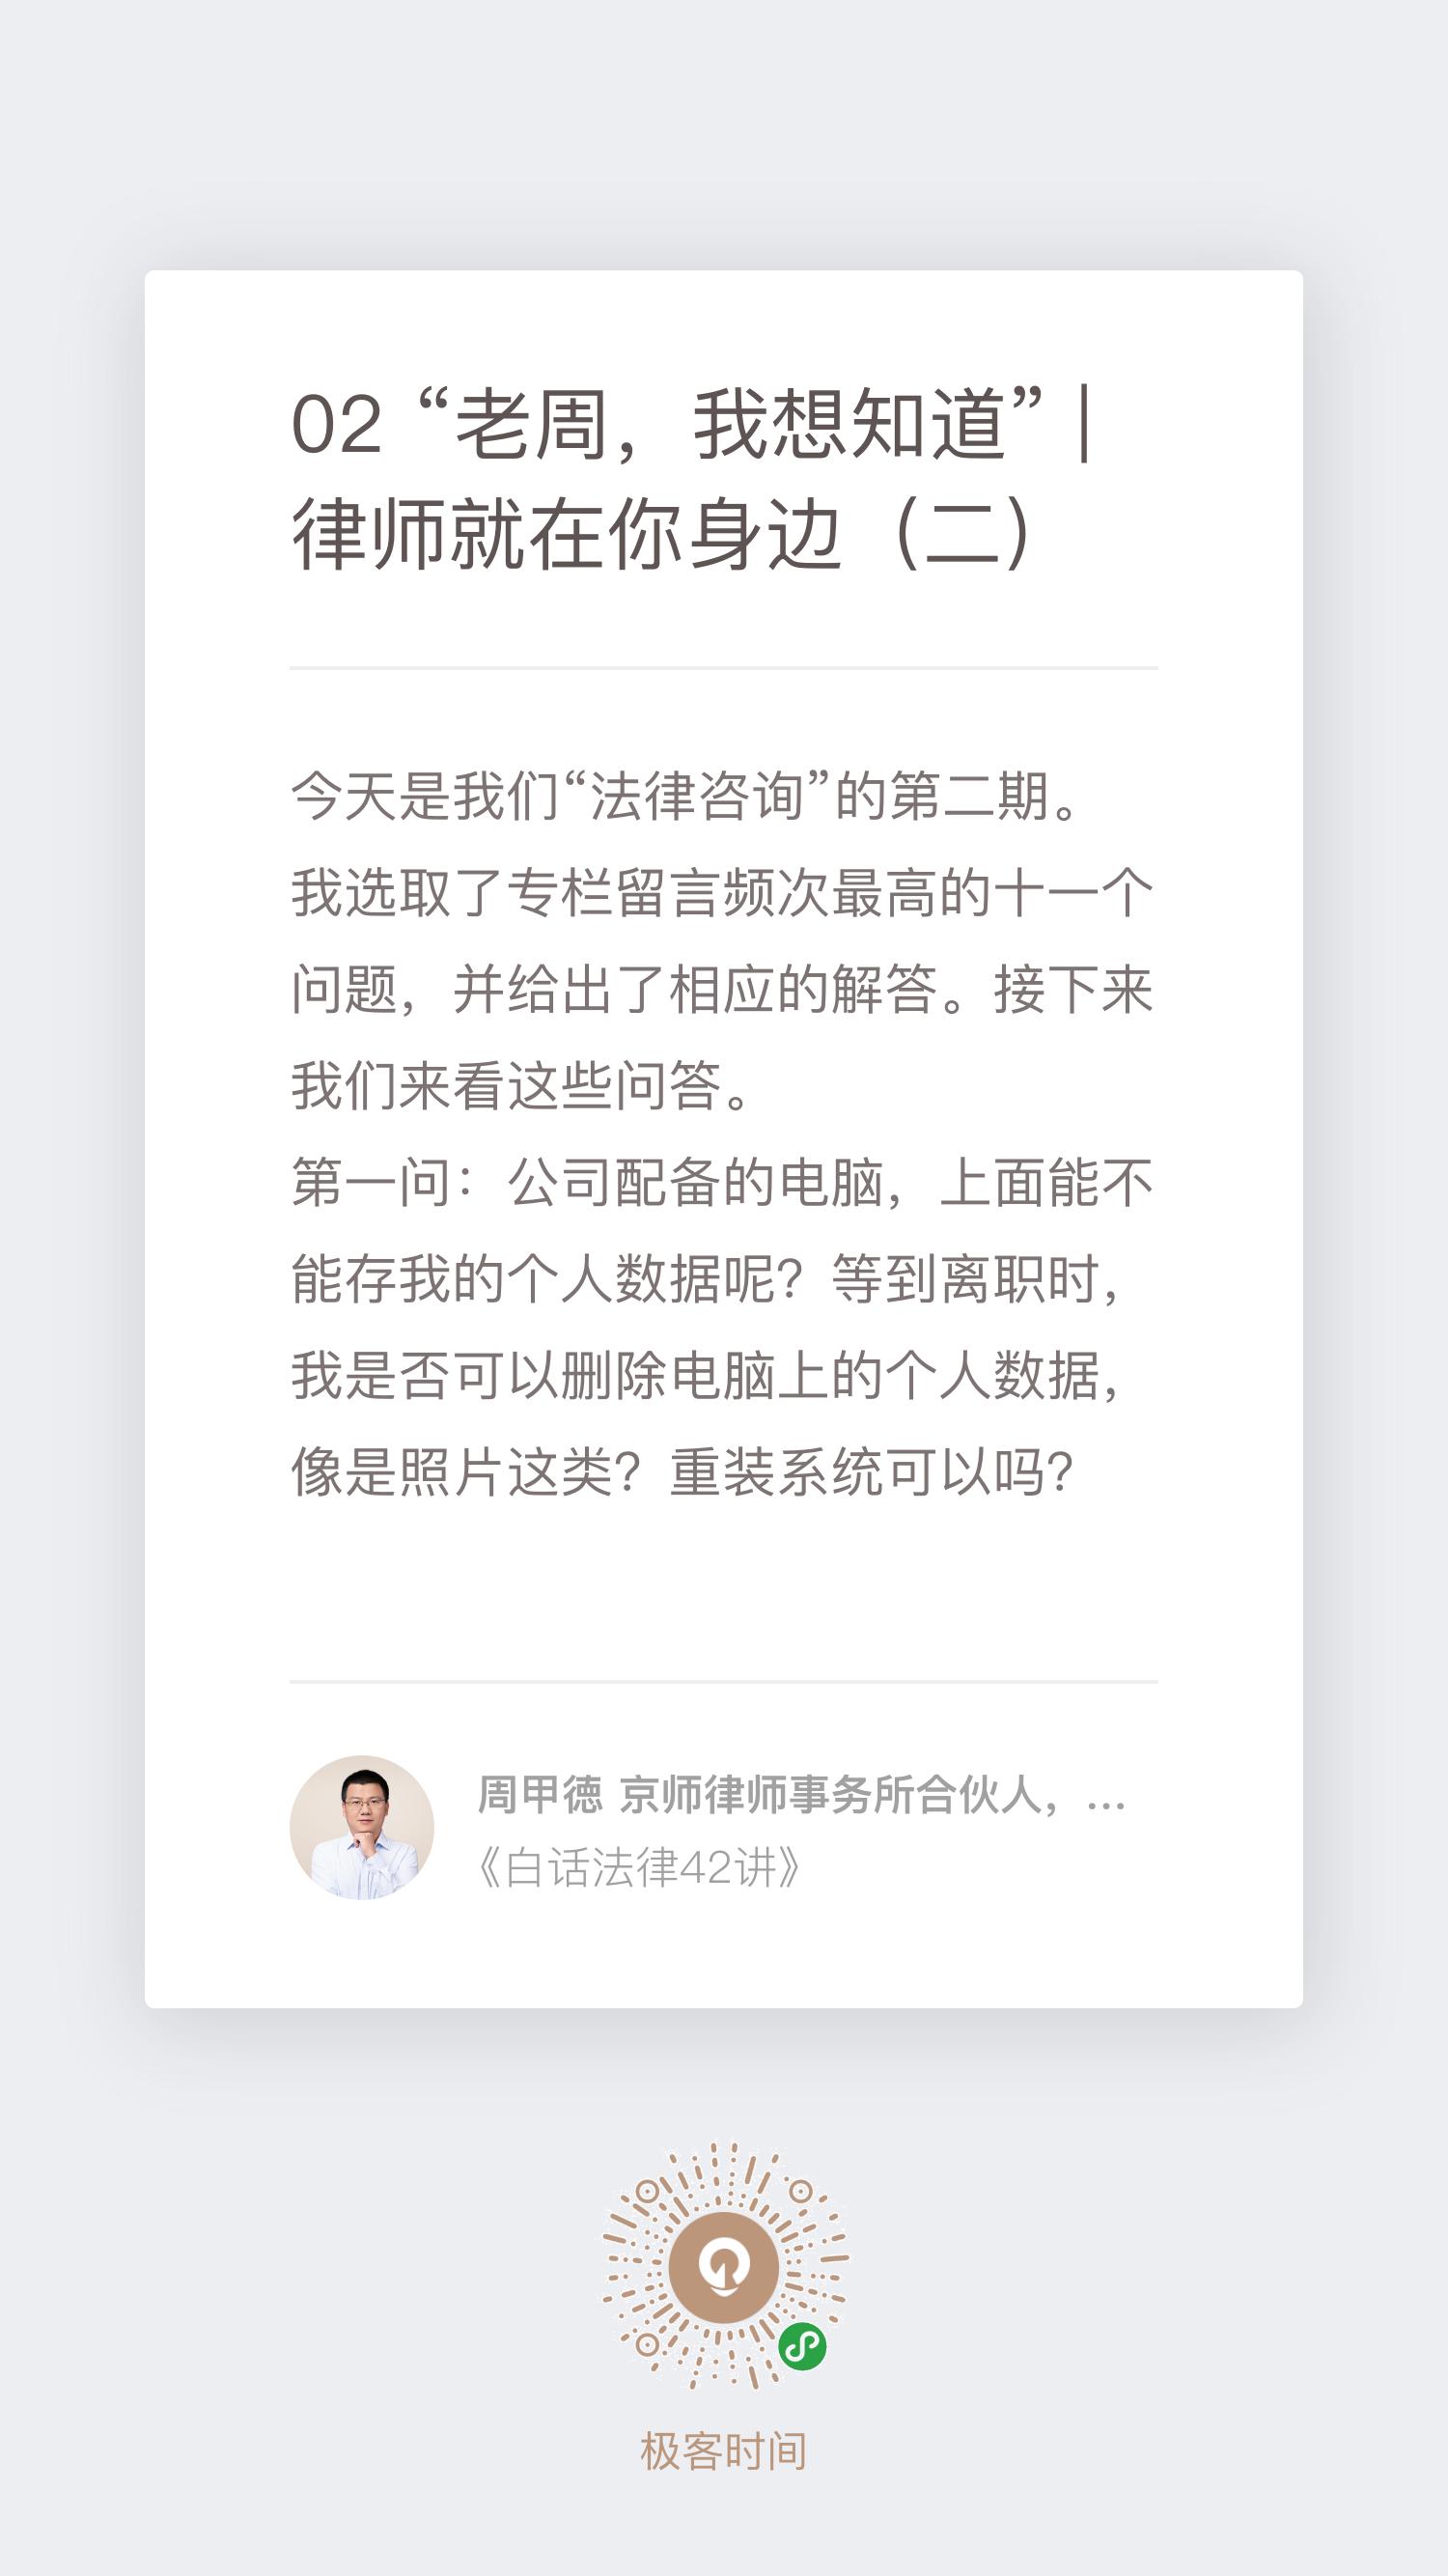 02 “老周，我想知道” |
律师就在你身边（二）
今天是我们“法律咨询”的第二期。
我选取了专栏留言频次最高的十一个
问题，并给出了相应的解答。接下来
我们来看这些问答。
第一问：公司配备的电脑，上面能不
能存我的个人数据呢？等到离职时，
我是否可以删除电脑上的个人数据，
像是照片这类？重装系统可以吗？
周甲德 京师律师事务所合伙人，...
《白话法律42讲》
极客时间